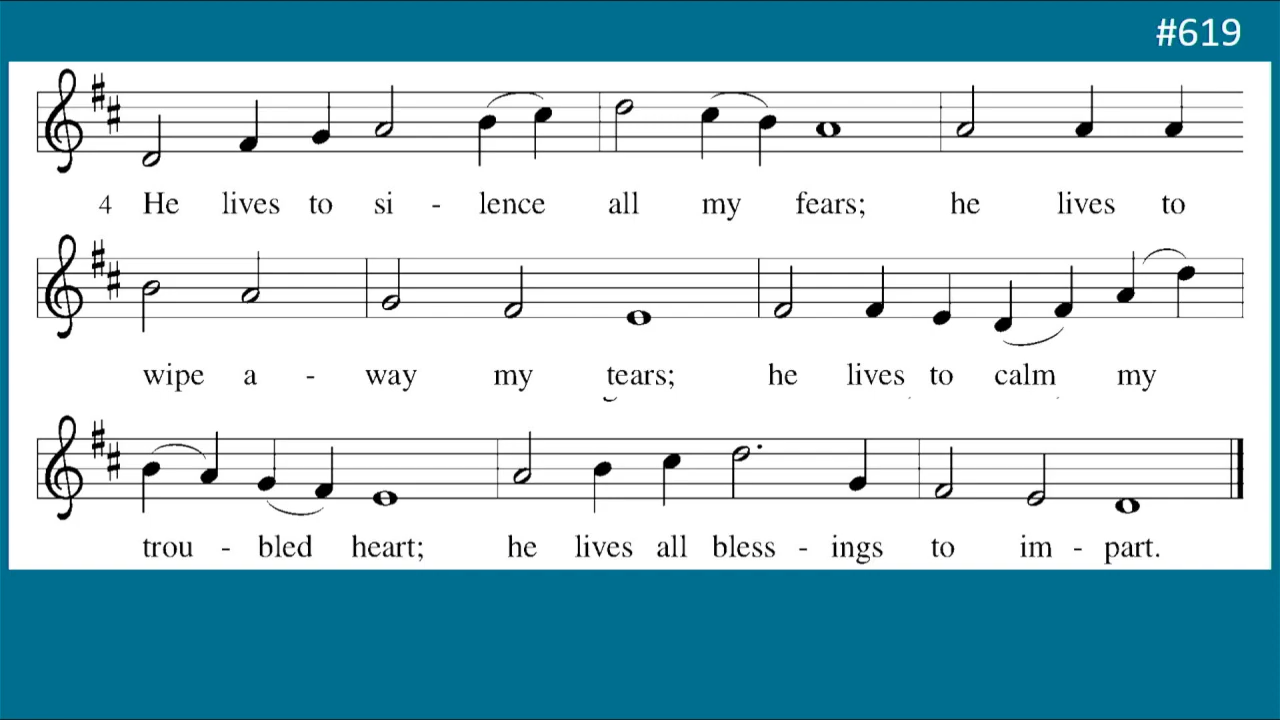 #619
4 He lives to si - lence all my fears; he lives to
wipe a - way my tears; he lives to calm my
trou - bled heart; he lives all bless - ings to im - part.